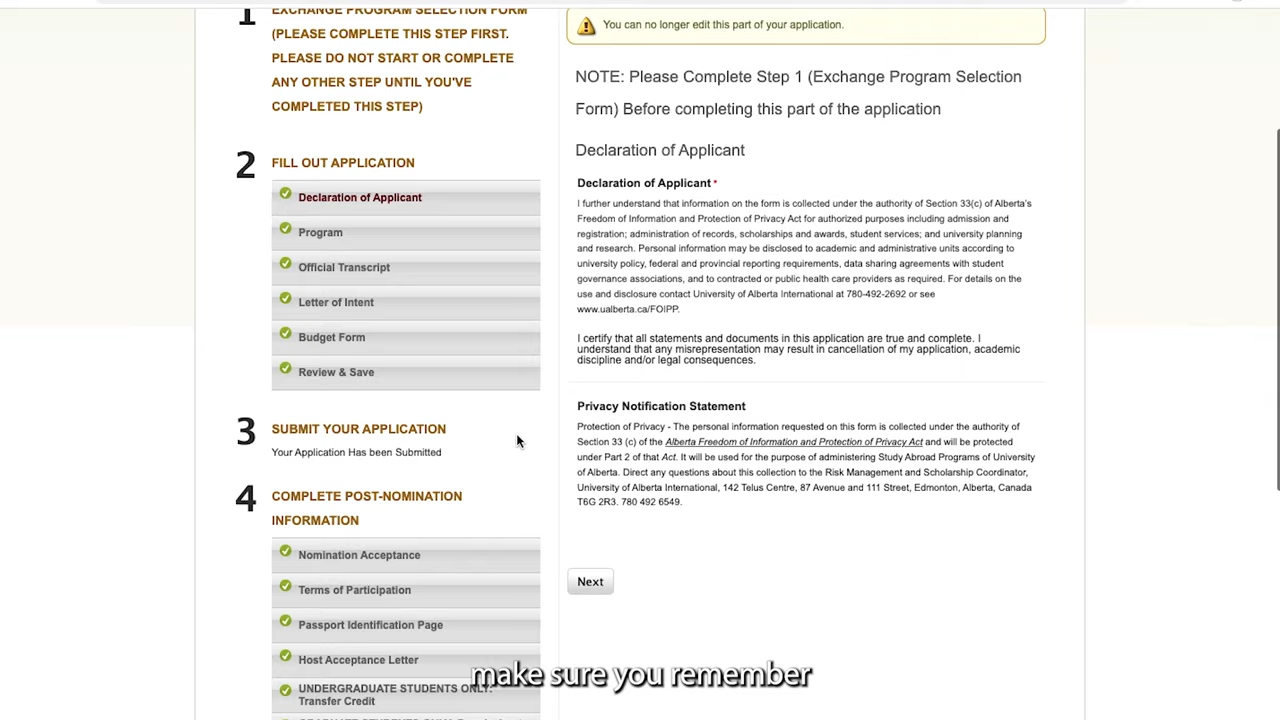 1
EXCHANGE PROGRAM SELECTION FORM
(PLEASE COMPLETE THIS STEP FIRST.
PLEASE DO NOT START OR COMPLETE
ANY OTHER STEP UNTIL YOU'VE
COMPLETED THIS STEP)
2
FILL OUT APPLICATION
Declaration of Applicant
Program
Official Transcript
Letter of Intent
Budget Form
Review & Save
3
SUBMIT YOUR APPLICATION
Your Application Has been Submitted
4
COMPLETE POST-NOMINATION
INFORMATION
Nomination Acceptance
Terms of Participation
Passport Identification Page
Host Acceptance Letter
UNDERGRADUATE STUDENTS ONLY:
Transfer Credit
You can no longer edit this part of your application.
NOTE: Please Complete Step 1 (Exchange Program Selection
Form) Before completing this part of the application
Declaration of Applicant
Declaration of Applicant *
I further understand that information on the form is collected under the authority of Section 33(c) of Alberta's
Freedom of Information and Protection of Privacy Act for authorized purposes including admission and
registration; administration of records, scholarships and awards, student services; and university planning
and research. Personal information may be disclosed to academic and administrative units according to
university policy, federal and provincial reporting requirements, data sharing agreements with student
governance associations, and to contracted or public health care providers as required. For details on the
use and disclosure contact University of Alberta International at 780-492-2692 or see
www.ualberta.ca/FOIPP.
I certify that all statements and documents in this application are true and complete. I
understand that any misrepresentation may result in cancellation of my application, academic
discipline and/or legal consequences.
Privacy Notification Statement
Protection of Privacy - The personal information requested on this form is collected under the authority of
Section 33 (c) of the Alberta Freedom of Information and Protection of Privacy Act and will be protected
under Part 2 of that Act. It will be used for the purpose of administering Study Abroad Programs of University
of Alberta. Direct any questions about this collection to the Risk Management and Scholarship Coordinator,
University of Alberta International, 142 Telus Centre, 87 Avenue and 111 Street, Edmonton, Alberta, Canada
T6G 2R3. 780 492 6549.
Next
make sure you remember